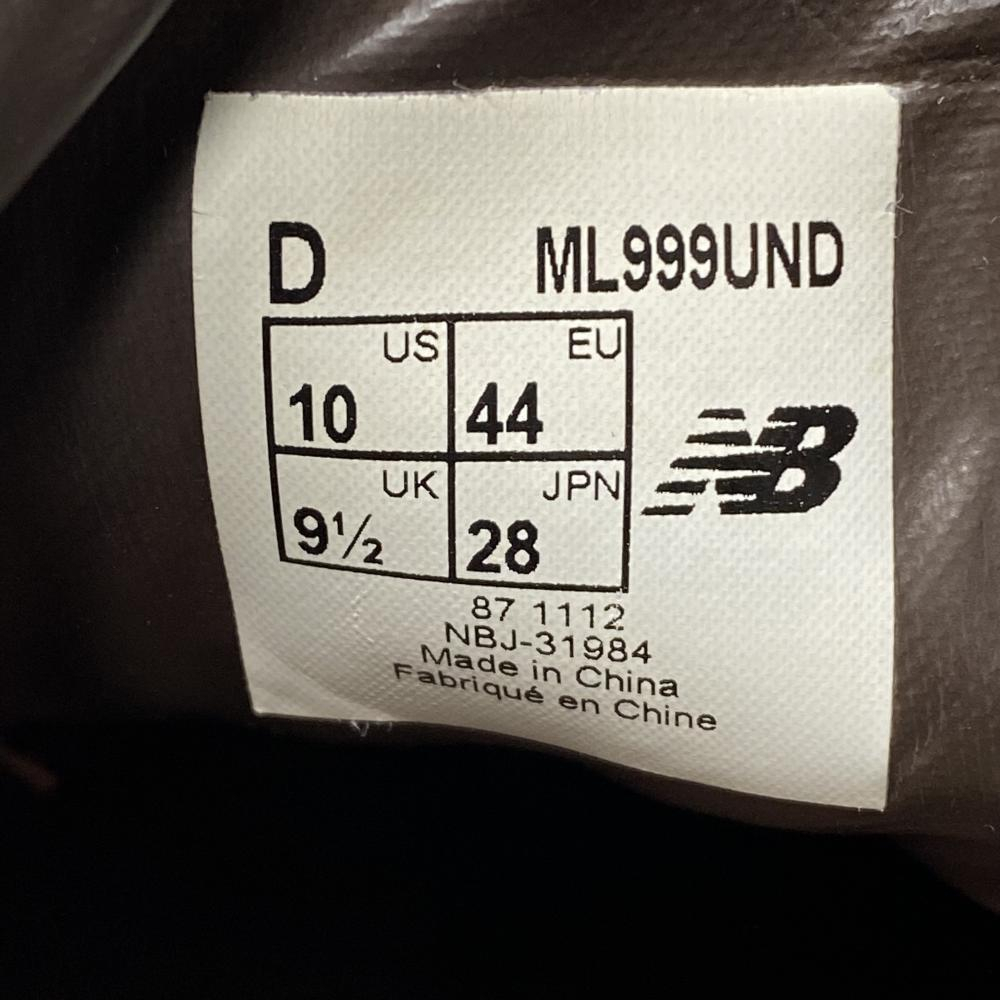 D ML999UND
US EU
10 44
UK JPN
9½ 28
NB
87 1112
NBJ-31984
Made in China
Fabriqué en Chine